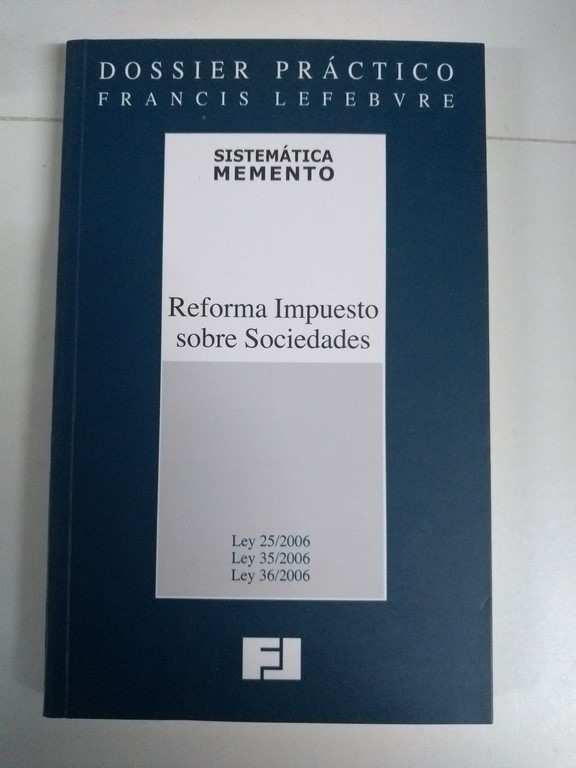 DOSSIER PRÁCTICO
FRANCIS LEFEBVRE
SISTEMÁTICA
MEMENTO
Reforma Impuesto
sobre Sociedades
Ley 25/2006
Ley 35/2006
Ley 36/2006
FL